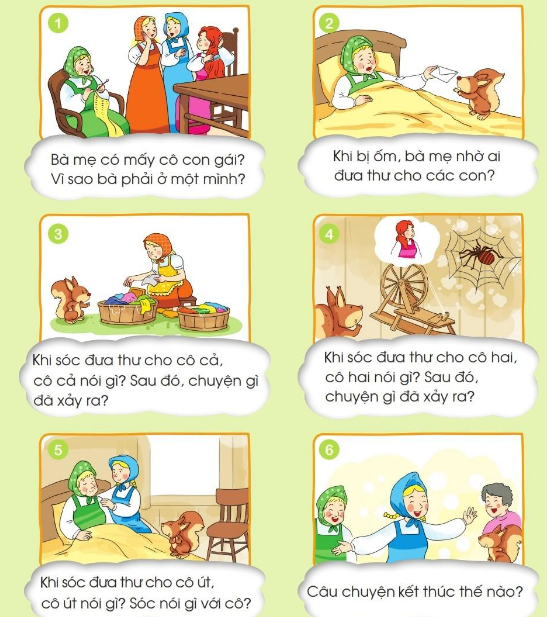 1
Bà mẹ có mấy cô con gái?
Vì sao bà phải ở một mình?
2
Khi bị ốm, bà mẹ nhờ ai
đưa thư cho các con?
3
Khi sóc đưa thư cho cô cả,
cô cả nói gì? Sau đó, chuyện gì
đã xảy ra?
4
Khi sóc đưa thư cho cô hai,
cô hai nói gì? Sau đó,
chuyện gì đã xảy ra?
5
Khi sóc đưa thư cho cô út,
cô út nói gì? Sóc nói gì với cô?
6
Câu chuyện kết thúc thế nào?